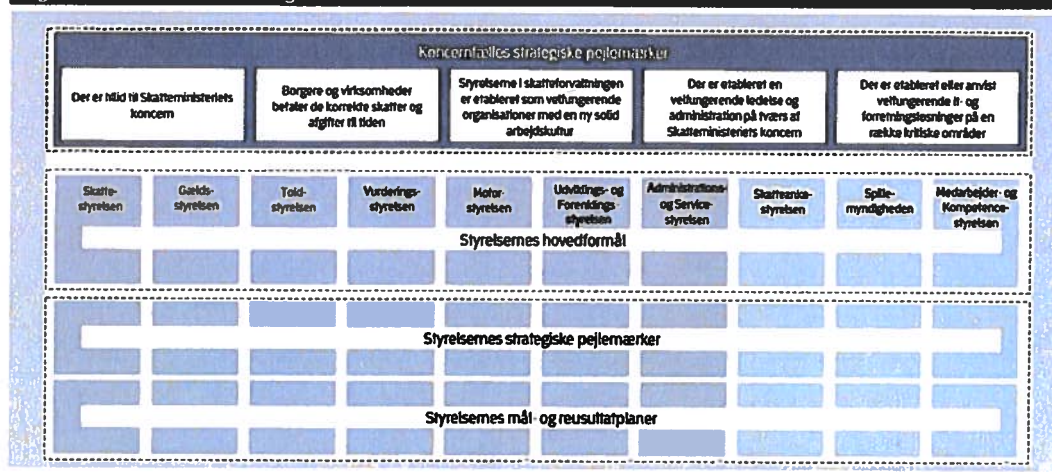 Koncernfælles strategiske pejlemærker
Der er tillid til Skatteministeriets
koncern
Borgere og virksomheder
betaler de korrekte skatter og
afgifter til tiden
Styrelserne i skatteforvaltningen
er etableret som velfungerende
organisationer med en ny solid
arbejdskultur
Der er etableret en
velfungerende ledelse og
administration på tværs af
Skatteministeriets koncern
Der er etableret eller anvist
velfungerende it- og
forretningsløsninger på en
række kritiske områder
Skatte-
styrelsen
Gælds-
styrelsen
Told-
styrelsen
Vurderings-
styrelsen
Motor-
styrelsen
Udviklings- og
Forenklings-
styrelsen
Administrations-
og Service-
styrelsen
Skatteanke-
styrelsen
Spille-
myndigheden
Medarbejder- og
Kompetence-
styrelsen
Styrelsernes hovedformål
Styrelsernes strategiske pejlemærker
Styrelsernes mål- og reusultatplaner